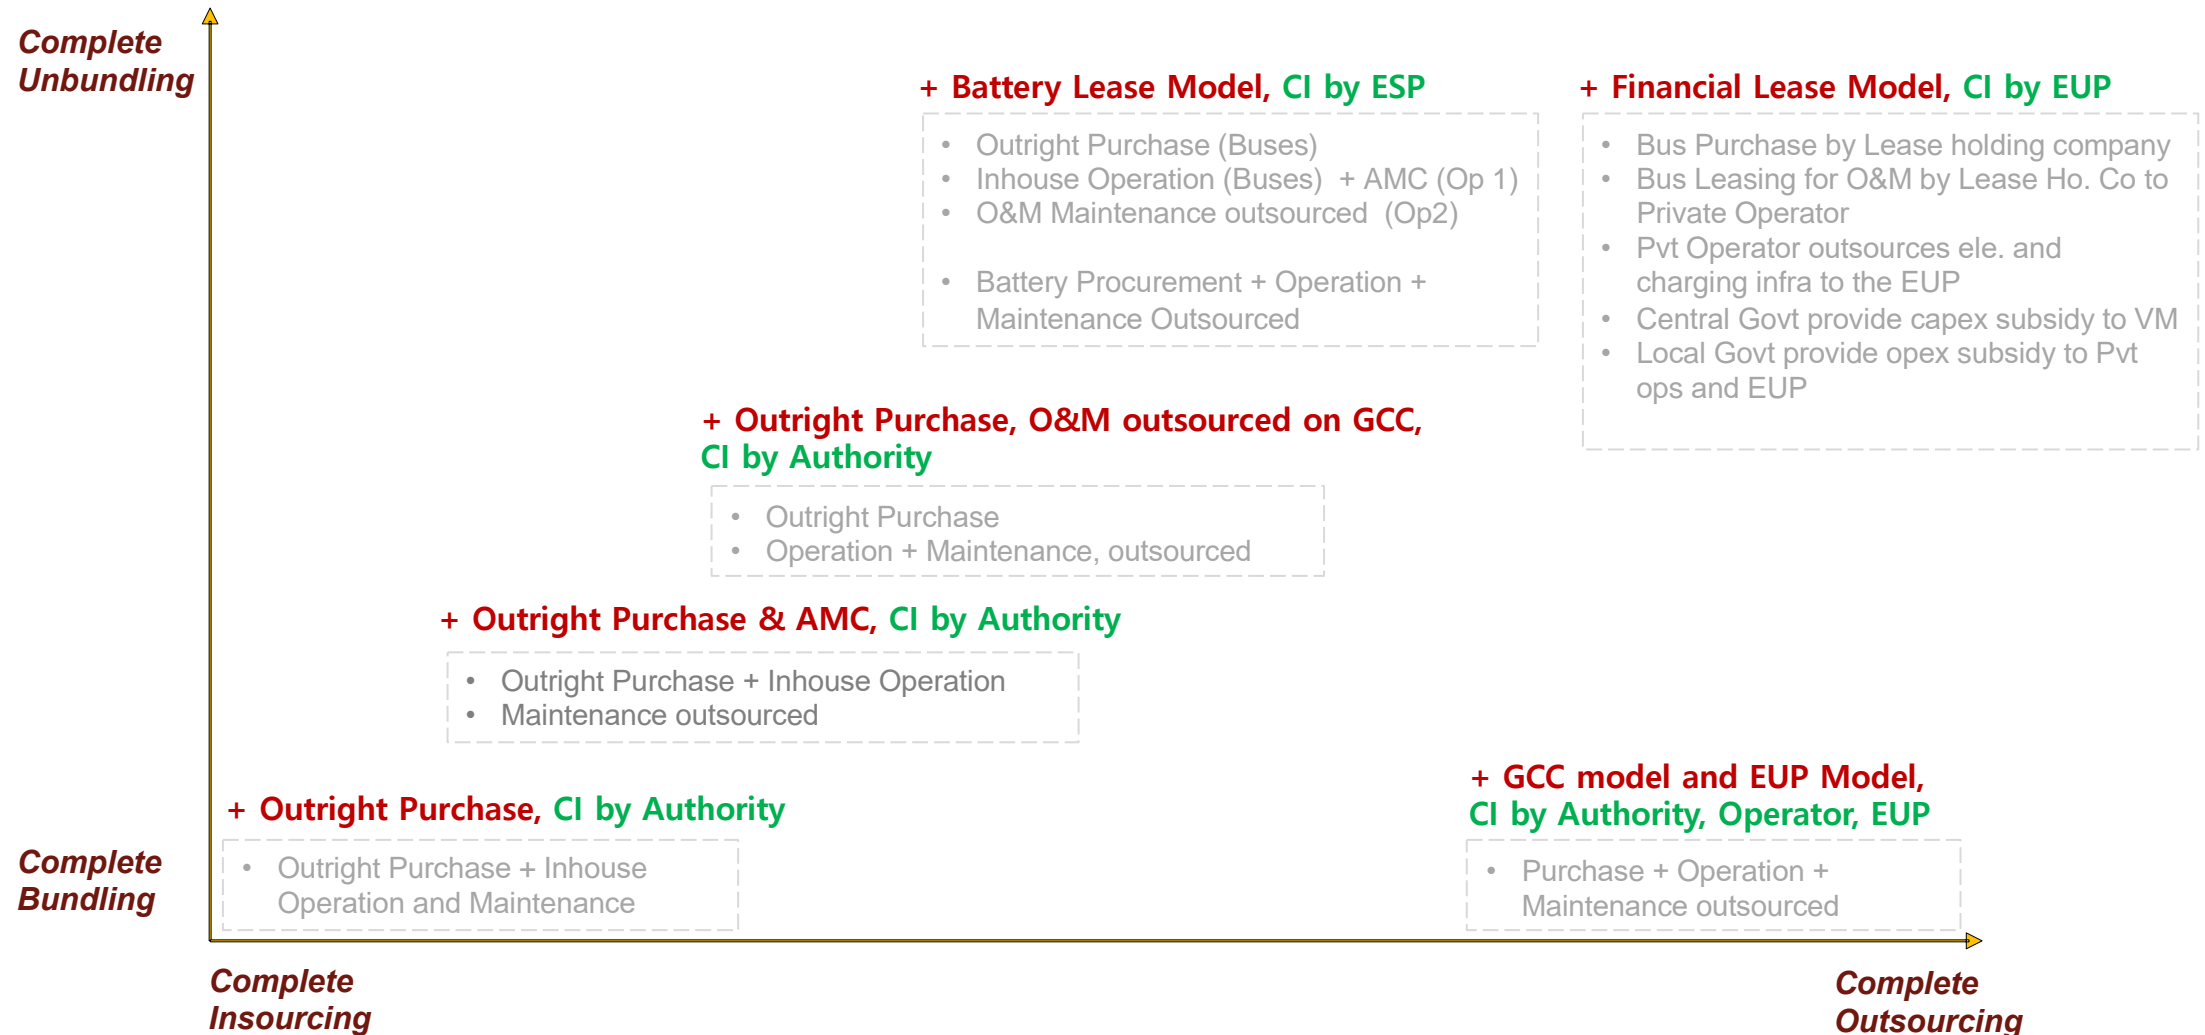 Complete
Unbundling
+ Battery Lease Model, CI by ESP
• Outright Purchase (Buses)
• Inhouse Operation (Buses) + AMC (Op 1)
• O&M Maintenance outsourced (Op2)
• Battery Procurement + Operation +
Maintenance Outsourced
+ Financial Lease Model, CI by EUP
• Bus Purchase by Lease holding company
• Bus Leasing for O&M by Lease Ho. Co to
Private Operator
• Pvt Operator outsources ele. and
charging infra to the EUP
• Central Govt provide capex subsidy to VM
• Local Govt provide opex subsidy to Pvt
ops and EUP
+ Outright Purchase, O&M outsourced on GCC,
CI by Authority
• Outright Purchase
• Operation + Maintenance, outsourced
+ Outright Purchase & AMC, CI by Authority
• Outright Purchase + Inhouse Operation
• Maintenance outsourced
+ Outright Purchase, CI by Authority
• Outright Purchase + Inhouse
Operation and Maintenance
+ GCC model and EUP Model,
CI by Authority, Operator, EUP
• Purchase + Operation +
Maintenance outsourced
Complete
Bundling
Complete
Insourcing
Complete
Outsourcing